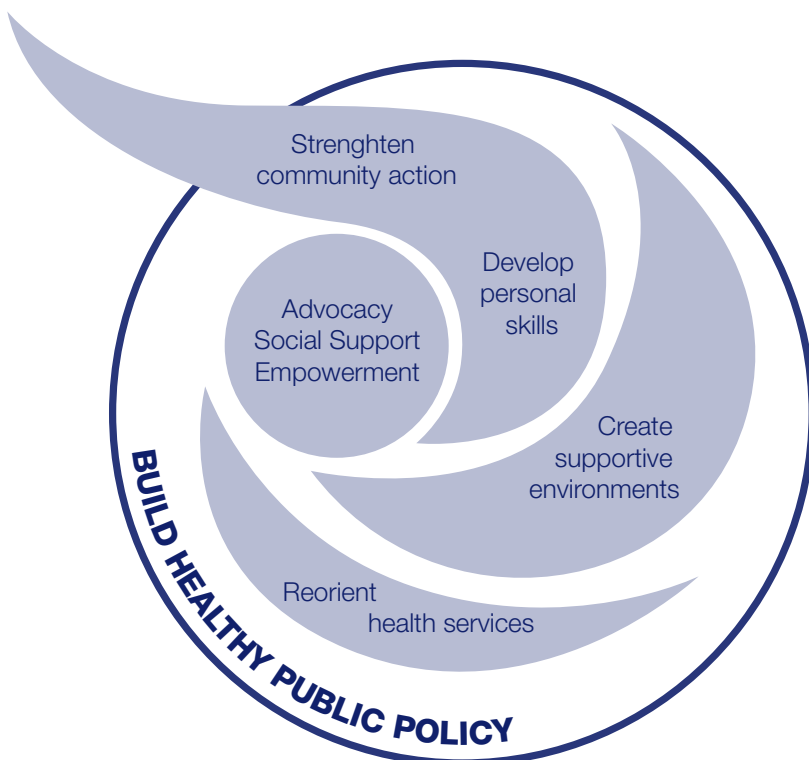 Strenghten
community action
Develop
personal
skills
Advocacy
Social Support
Empowerment
Create
supportive
environments
Reorient
health services
BUILD HEALTHY PUBLIC POLICY